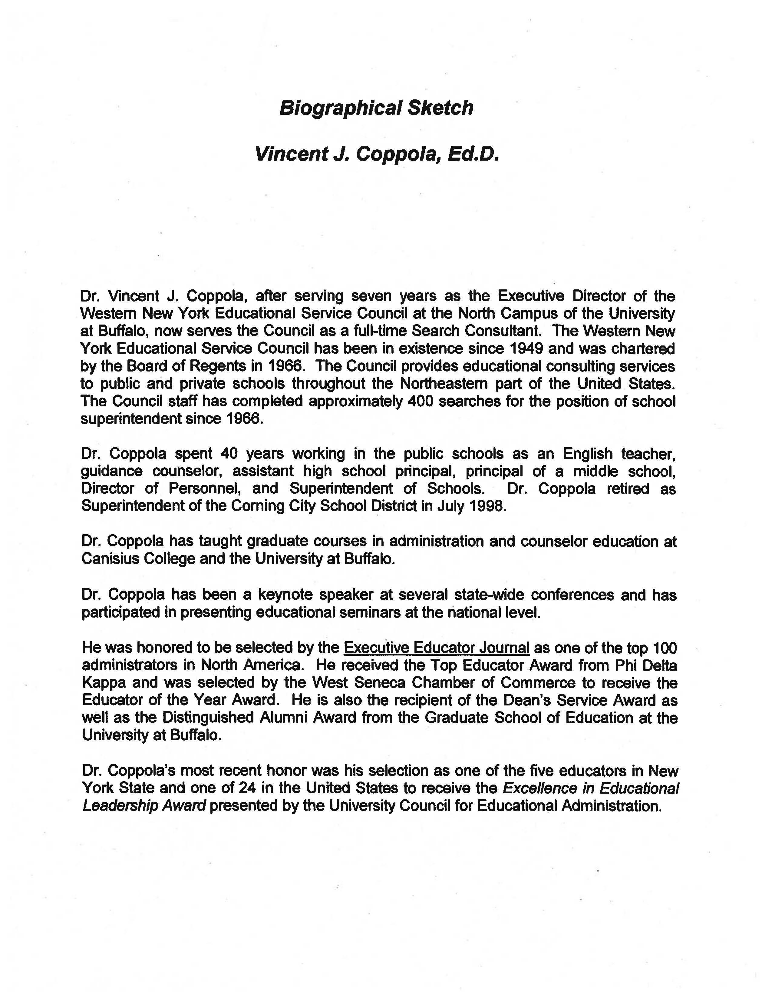 Biographical Sketch
Vincent J. Coppola, Ed.D.
Dr. Vincent J. Coppola, after serving seven years as the Executive Director of the
Western New York Educational Service Council at the North Campus of the University
at Buffalo, now serves the Council as a full-time Search Consultant. The Western New
York Educational Service Council has been in existence since 1949 and was chartered
by the Board of Regents in 1966. The Council provides educational consulting services
to public and private schools throughout the Northeastern part of the United States.
The Council staff has completed approximately 400 searches for the position of school
superintendent since 1966.
Dr. Coppola spent 40 years working in the public schools as an English teacher,
guidance counselor, assistant high school principal, principal of a middle school,
Director of Personnel, and Superintendent of Schools. Dr. Coppola retired as
Superintendent of the Corning City School District in July 1998.
Dr. Coppola has taught graduate courses in administration and counselor education at
Canisius College and the University at Buffalo.
Dr. Coppola has been a keynote speaker at several state-wide conferences and has
participated in presenting educational seminars at the national level.
He was honored to be selected by the Executive Educator Journal as one of the top 100
administrators in North America. He received the Top Educator Award from Phi Delta
Kappa and was selected by the West Seneca Chamber of Commerce to receive the
Educator of the Year Award. He is also the recipient of the Dean's Service Award as
well as the Distinguished Alumni Award from the Graduate School of Education at the
University at Buffalo.
Dr. Coppola's most recent honor was his selection as one of the five educators in New
York State and one of 24 in the United States to receive the Excellence in Educational
Leadership Award presented by the University Council for Educational Administration.